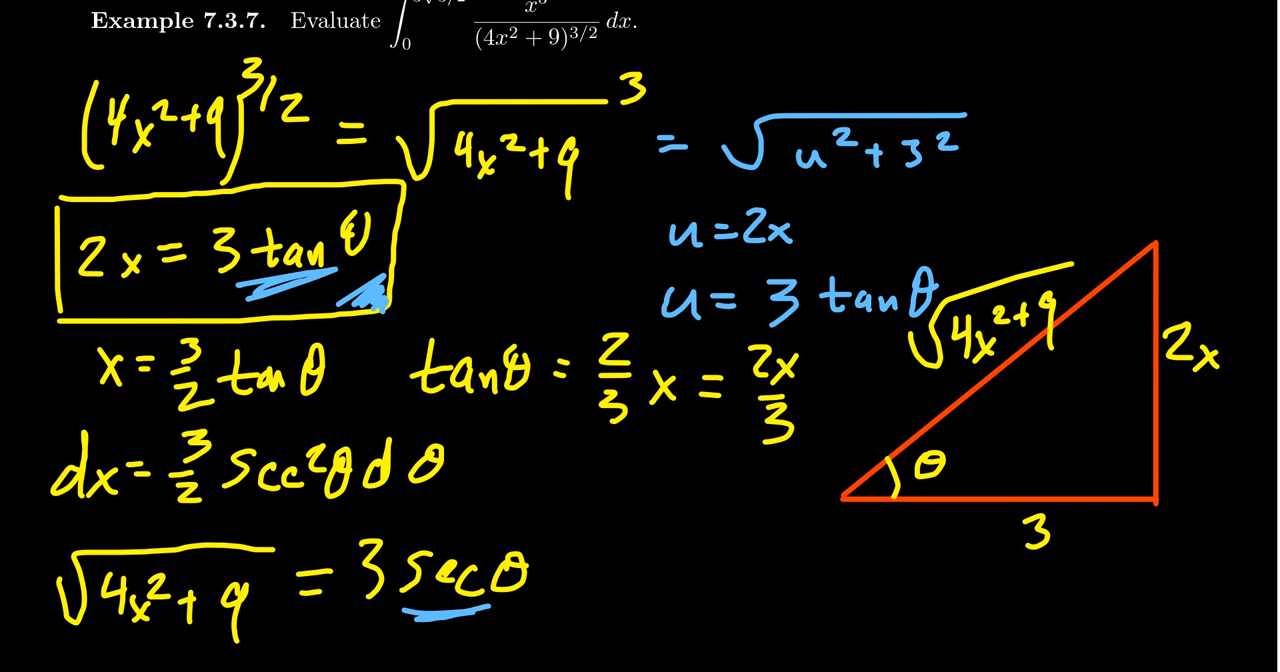 Example 7.3.7. Evaluate ∫₀ x³/(4x² + 9)^{3/2} dx.
(4x²+9)^{3/2} = √(4x²+9)³ = √(u²+3²)
2x = 3 tan θ
u = 2x
u = 3 tan θ
√(4x²+9)
2x
x = 3/2 tan θ
tan θ = 2/3 x = 2x/3
dx = 3/2 sec²θ dθ
θ
3
√(4x²+9) = 3 sec θ